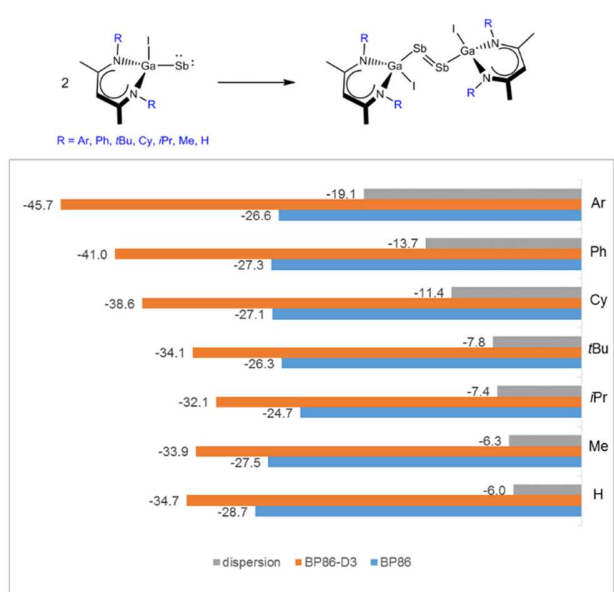 R
I
R
N
I
Sb
Ga
N
2
Ga
Sb:
Ga
Sb
N
N
N
I
N
R
R
R
R = Ar, Ph, tBu, Cy, iPr, Me, H
-19.1
Ar
-45.7
-26.6
-13.7
Ph
-41.0
-27.3
-11.4
Cy
-38.6
-27.1
-7.8
tBu
-34.1
-26.3
-7.4
iPr
-32.1
-24.7
-6.3
Me
-33.9
-27.5
-6.0
H
-34.7
-28.7
dispersion BP86-D3 BP86